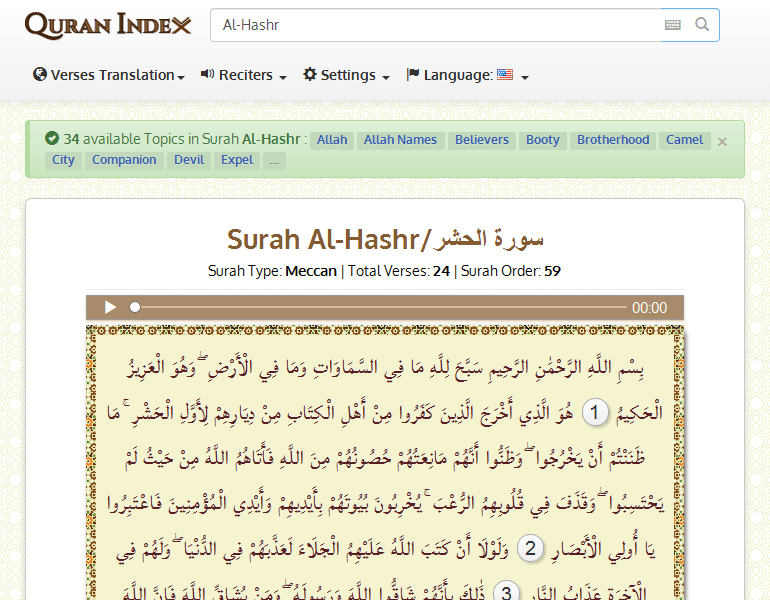 QURAN INDEX
Al-Hashr
Verses Translation Reciters Settings Language:
34 available Topics in Surah Al-Hashr : Allah Allah Names Believers Booty Brotherhood Camel ×
City Companion Devil Expel ...
Surah Al-Hashr/سورة الحشر
Surah Type: Meccan | Total Verses: 24 | Surah Order: 59
00:00
بِسْمِ اللَّهِ الرَّحْمَٰنِ الرَّحِيمِ سَبَّحَ لِلَّهِ مَا فِي السَّمَاوَاتِ وَمَا فِي الْأَرْضِ ۖ وَهُوَ الْعَزِيزُ
الْحَكِيمُ 1 هُوَ الَّذِي أَخْرَجَ الَّذِينَ كَفَرُوا مِنْ أَهْلِ الْكِتَابِ مِنْ دِيَارِهِمْ لِأَوَّلِ الْحَشْرِ ۚ مَا
ظَنَنْتُمْ أَنْ يَخْرُجُوا ۖ وَظَنُّوا أَنَّهُمْ مَانِعَتُهُمْ حُصُونُهُمْ مِنَ اللَّهِ فَأَتَاهُمُ اللَّهُ مِنْ حَيْثُ لَمْ
يَحْتَسِبُوا ۖ وَقَذَفَ فِي قُلُوبِهِمُ الرُّعْبَ ۚ يُخْرِبُونَ بُيُوتَهُمْ بِأَيْدِيهِمْ وَأَيْدِي الْمُؤْمِنِينَ فَاعْتَبِرُوا
يَا أُولِي الْأَبْصَارِ 2 وَلَوْلَا أَنْ كَتَبَ اللَّهُ عَلَيْهِمُ الْجَلَاءَ لَعَذَّبَهُمْ فِي الدُّنْيَا ۖ وَلَهُمْ فِي
الْآخِرَةِ عَذَابُ النَّارِ 3 ذَٰلِكَ بِأَنَّهُمْ شَاقُّوا اللَّهَ وَرَسُولَهُ ۖ وَمَنْ يُشَاقِّ اللَّهَ فَإِنَّ اللَّهَ